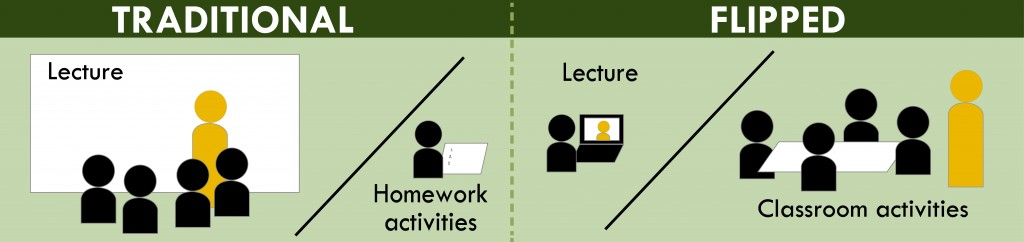 TRADITIONAL
Lecture
Homework
activities
FLIPPED
Lecture
Classroom activities